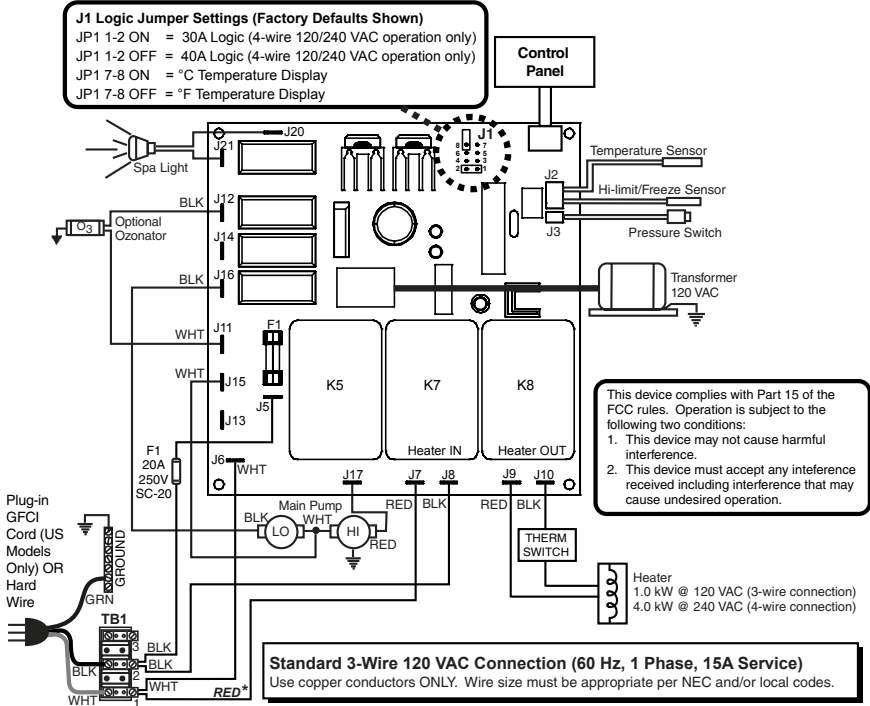 J1 Logic Jumper Settings (Factory Defaults Shown)
JP1 1-2 ON = 30A Logic (4-wire 120/240 VAC operation only)
JP1 1-2 OFF = 40A Logic (4-wire 120/240 VAC operation only)
JP1 7-8 ON = °C Temperature Display
JP1 7-8 OFF = °F Temperature Display
Control
Panel
J20
J21
Spa Light
J1
8 7
6 5
4 3
2 1
Temperature Sensor
J2
Hi-limit/Freeze Sensor
J3
Pressure Switch
BLK
J12
O3
Optional
Ozonator
J14
BLK
J16
Transformer
120 VAC
WHT
J11
F1
WHT
J15
J5
J13
K5
K7
K8
Heater IN
Heater OUT
This device complies with Part 15 of the
FCC rules. Operation is subject to the
following two conditions:
1. This device may not cause harmful
interference.
2. This device must accept any inteference
received including interference that may
cause undesired operation.
F1
20A
250V
SC-20
J6
WHT
J17
J7
J8
J9
J10
Main Pump
BLK
LO
WHT
HI
RED
RED
BLK
RED
BLK
THERM
SWITCH
Heater
1.0 kW @ 120 VAC (3-wire connection)
4.0 kW @ 240 VAC (4-wire connection)
Plug-in
GFCI
Cord (US
Models
Only) OR
Hard
Wire
GROUND
GRN
TB1
3
BLK
BLK
BLK
2
WHT
RED*
WHT
1
Standard 3-Wire 120 VAC Connection (60 Hz, 1 Phase, 15A Service)
Use copper conductors ONLY. Wire size must be appropriate per NEC and/or local codes.